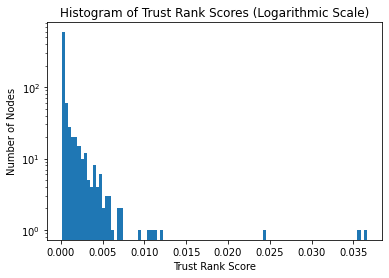 Histogram of Trust Rank Scores (Logarithmic Scale)
Number of Nodes
10²
10¹
10⁰
0.000 0.005 0.010 0.015 0.020 0.025 0.030 0.035
Trust Rank Score